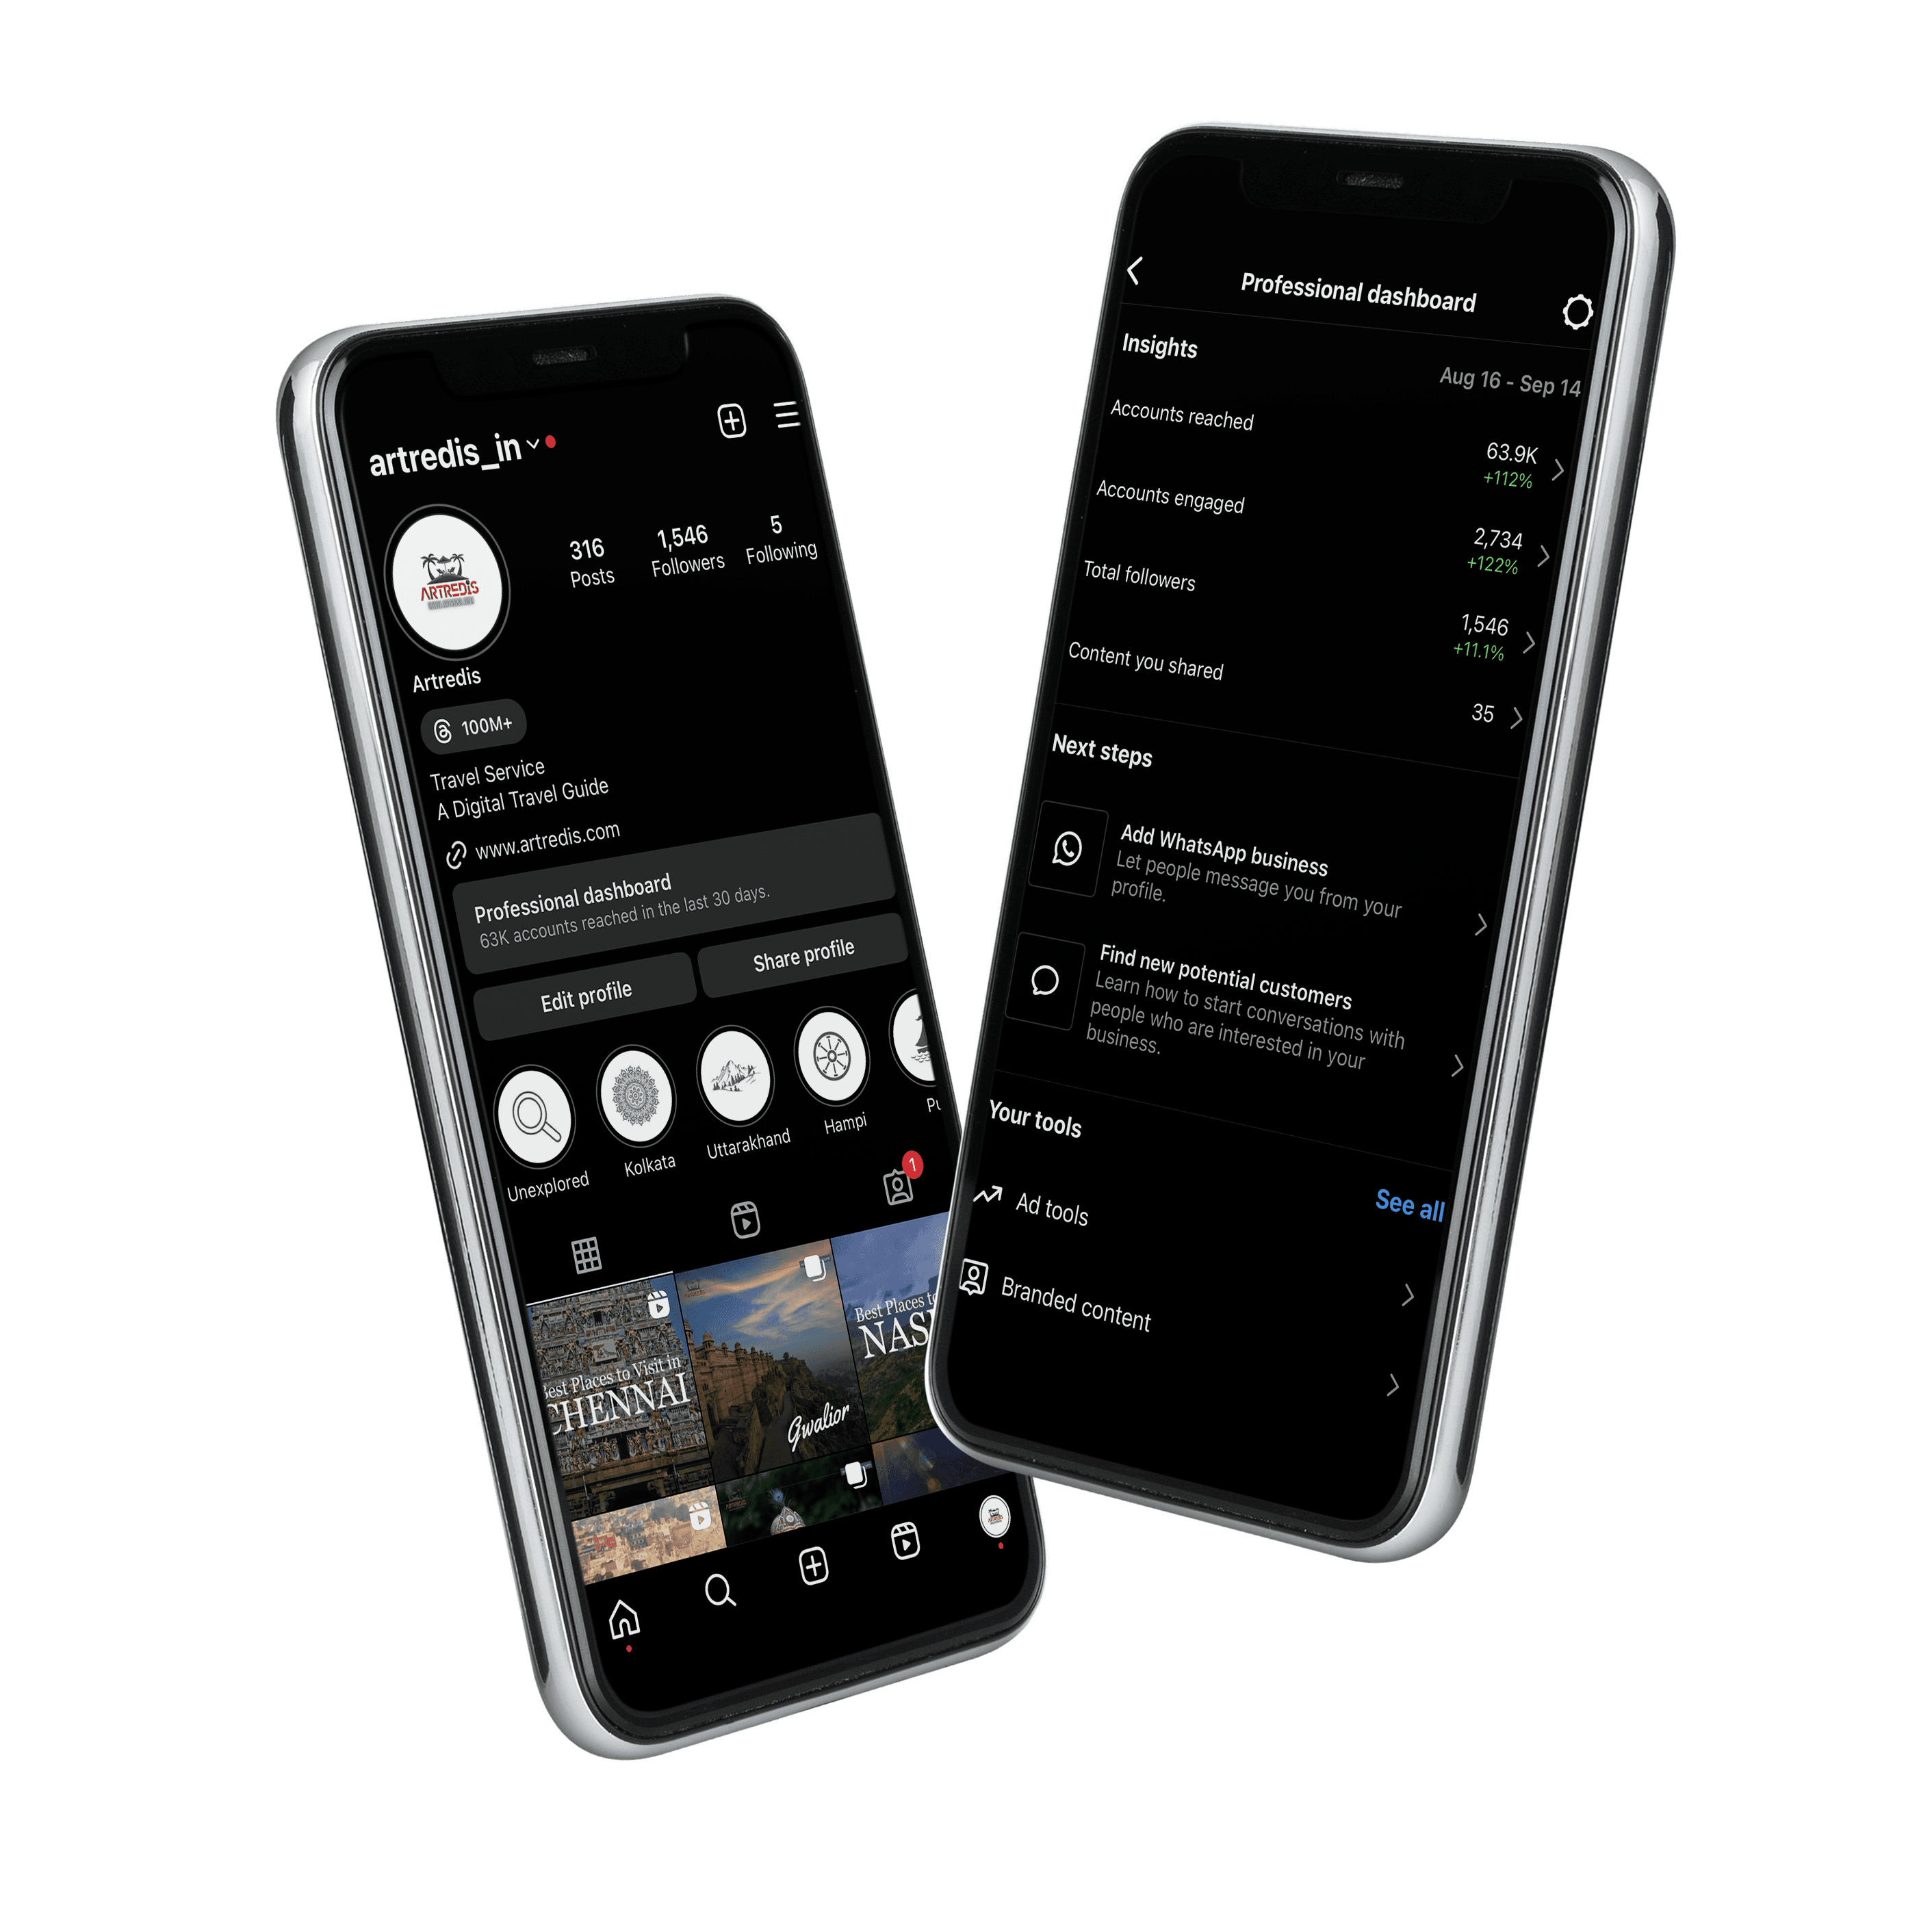 artredis_in
316
Posts
1,546
Followers
5
Following
ARTREDIS
Artredis
100M+
Travel Service
A Digital Travel Guide
www.artredis.com
Professional dashboard
63K accounts reached in the last 30 days.
Edit profile
Share profile
Unexplored
Kolkata
Uttarakhand
Hampi
1
Best Places to Visit in
CHENNAI
Gwalior
Best Places to
NAS
Professional dashboard
Insights
Aug 16 - Sep 14
Accounts reached
63.9K
+112%
Accounts engaged
2,734
+122%
Total followers
1,546
+11.1%
Content you shared
35
Next steps
Add WhatsApp business
Let people message you from your
profile.
Find new potential customers
Learn how to start conversations with
people who are interested in your
business.
Your tools
See all
Ad tools
Branded content